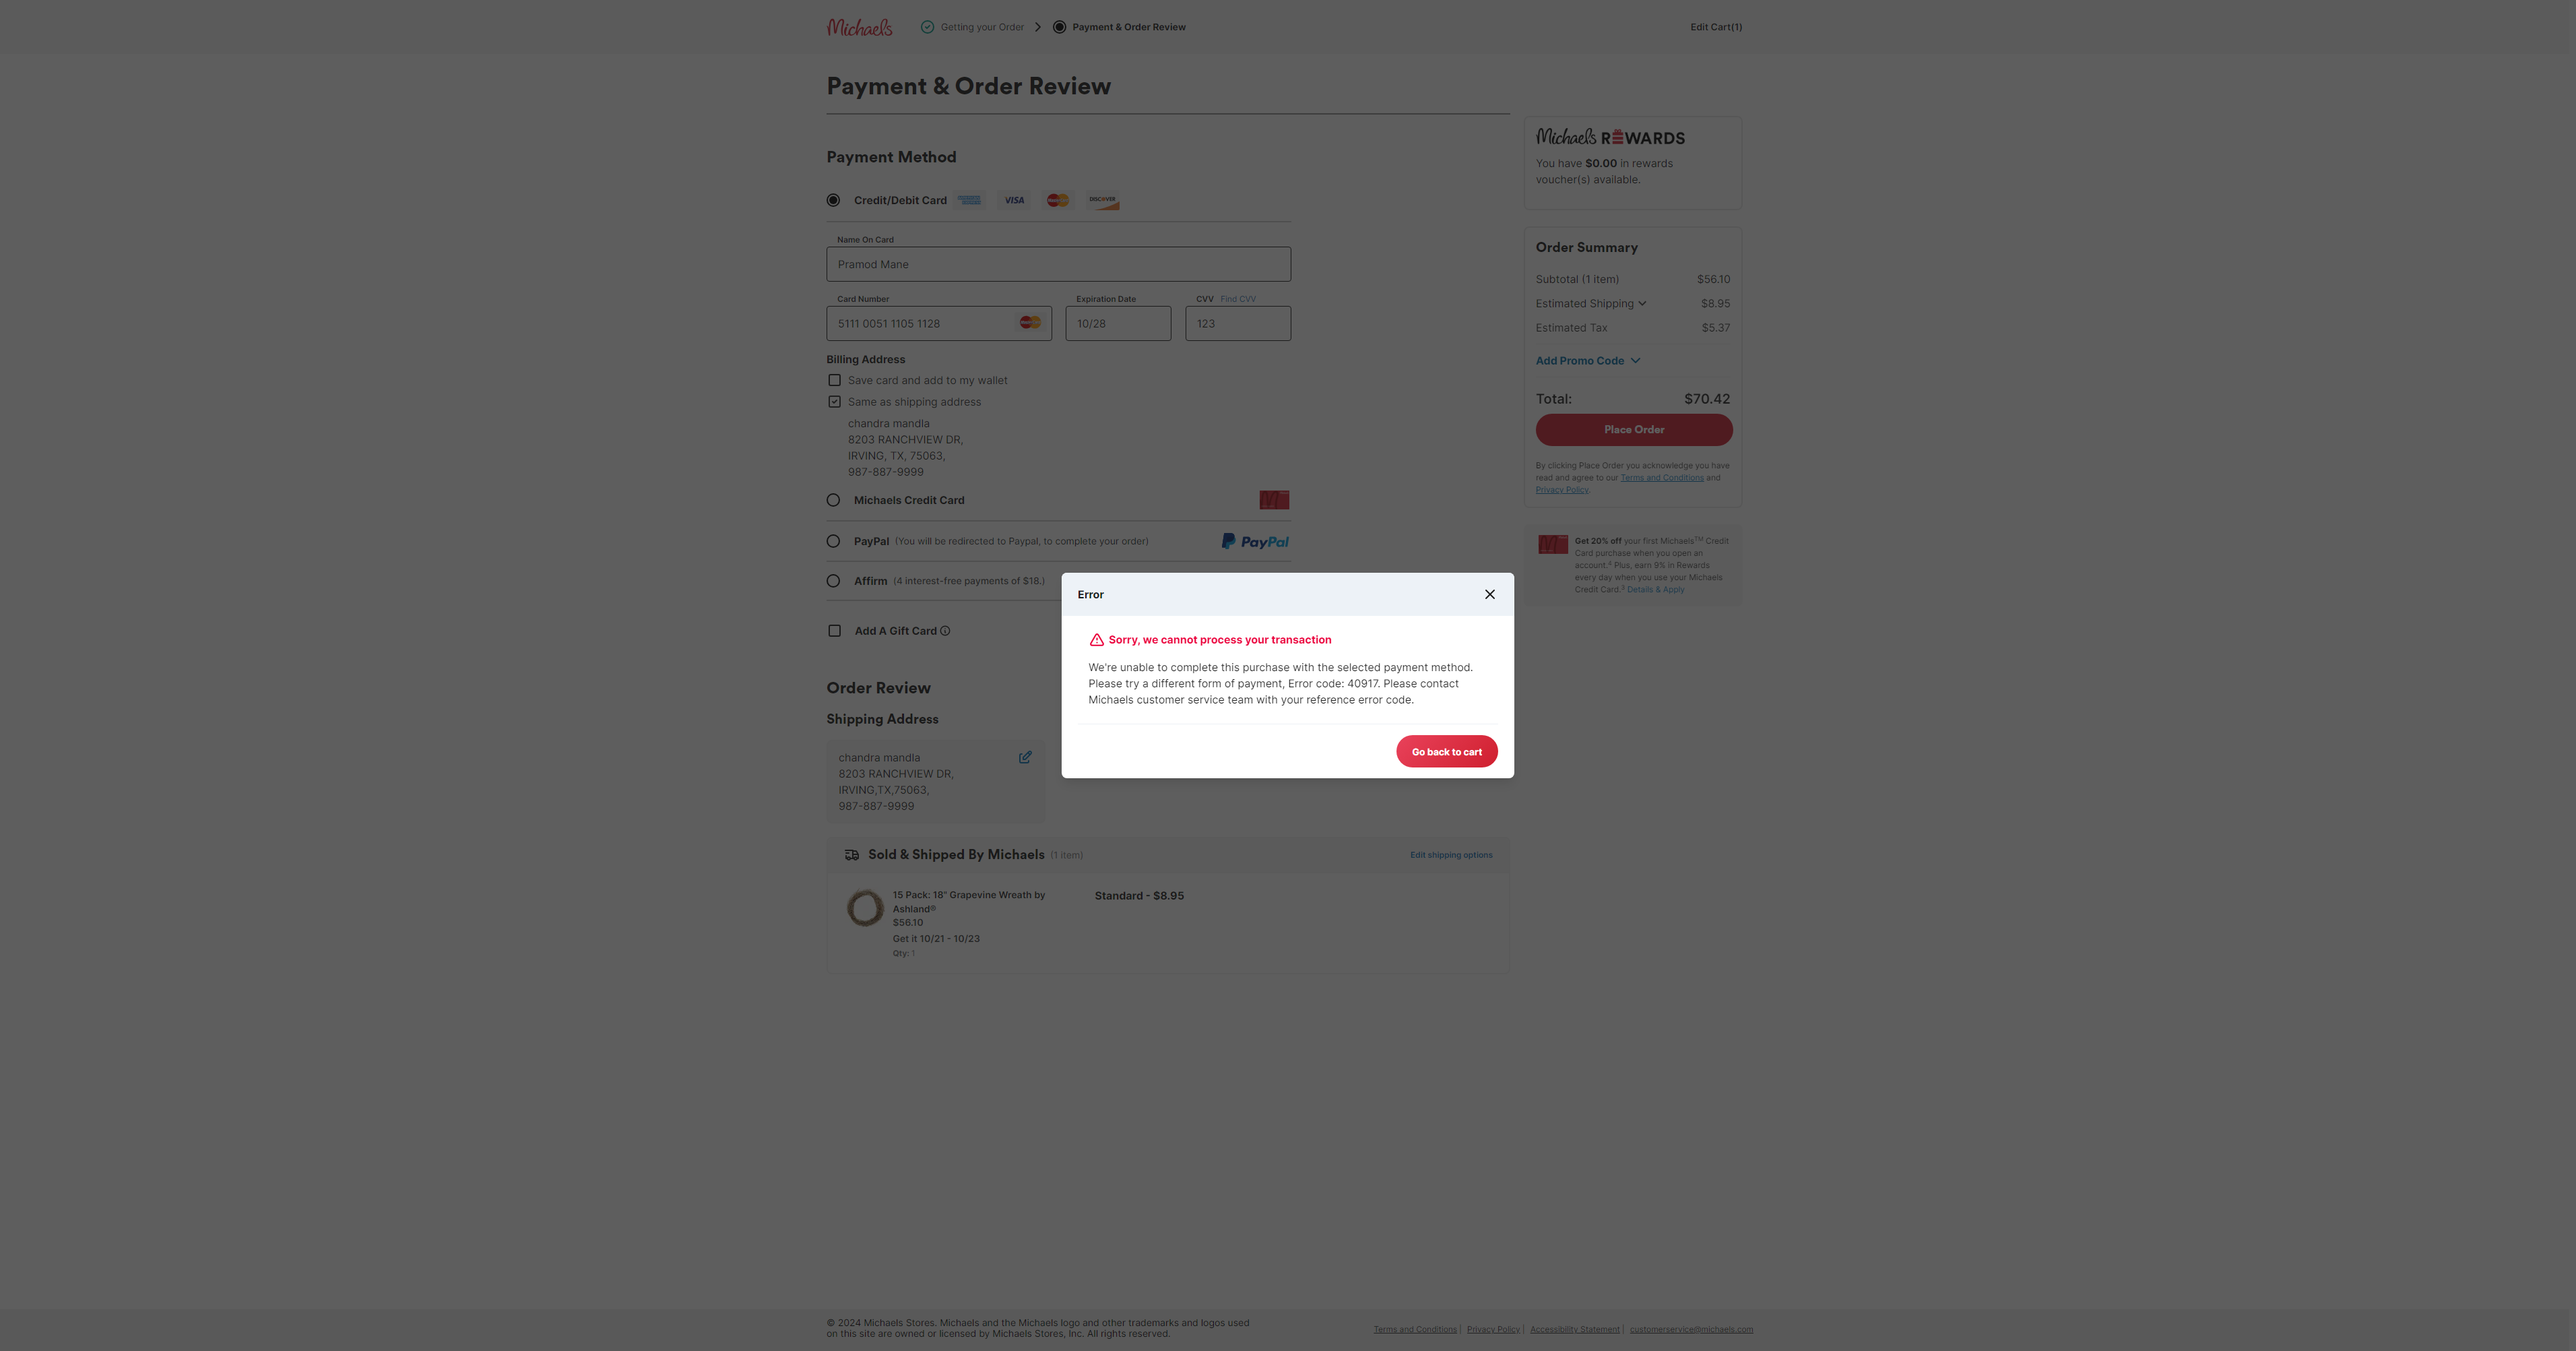 Michaels
Getting your Order
Payment & Order Review
Edit Cart(1)
Payment & Order Review
Payment Method
Credit/Debit Card
VISA
DISCOVER
Name On Card
Pramod Mane
Card Number
Expiration Date
CVV Find CVV
5111 0051 1105 1128
10/28
123
Billing Address
Save card and add to my wallet
Same as shipping address
chandra mandla
8203 RANCHVIEW DR,
IRVING, TX, 75063,
987-887-9999
Michaels Credit Card
PayPal (You will be redirected to Paypal, to complete your order)
PayPal
Affirm (4 interest-free payments of $18.)
Add A Gift Card
Order Review
Shipping Address
chandra mandla
8203 RANCHVIEW DR,
IRVING,TX,75063,
987-887-9999
Sold & Shipped By Michaels (1 item)
Edit shipping options
15 Pack: 18" Grapevine Wreath by
Ashland®
$56.10
Get it 10/21 - 10/23
Qty: 1
Standard - $8.95
Michaels REWARDS
You have $0.00 in rewards
voucher(s) available.
Order Summary
Subtotal (1 item) $56.10
Estimated Shipping $8.95
Estimated Tax $5.37
Add Promo Code
Total: $70.42
Place Order
By clicking Place Order you acknowledge you have
read and agree to our Terms and Conditions and
Privacy Policy.
Get 20% off your first Michaels™ Credit
Card purchase when you open an
account.² Plus, earn 9% in Rewards
every day when you use your Michaels
Credit Card.³ Details & Apply
Error
Sorry, we cannot process your transaction
We're unable to complete this purchase with the selected payment method.
Please try a different form of payment, Error code: 40917. Please contact
Michaels customer service team with your reference error code.
Go back to cart
© 2024 Michaels Stores. Michaels and the Michaels logo and other trademarks and logos used
on this site are owned or licensed by Michaels Stores, Inc. All rights reserved.
Terms and Conditions | Privacy Policy | Accessibility Statement | customerservice@michaels.com